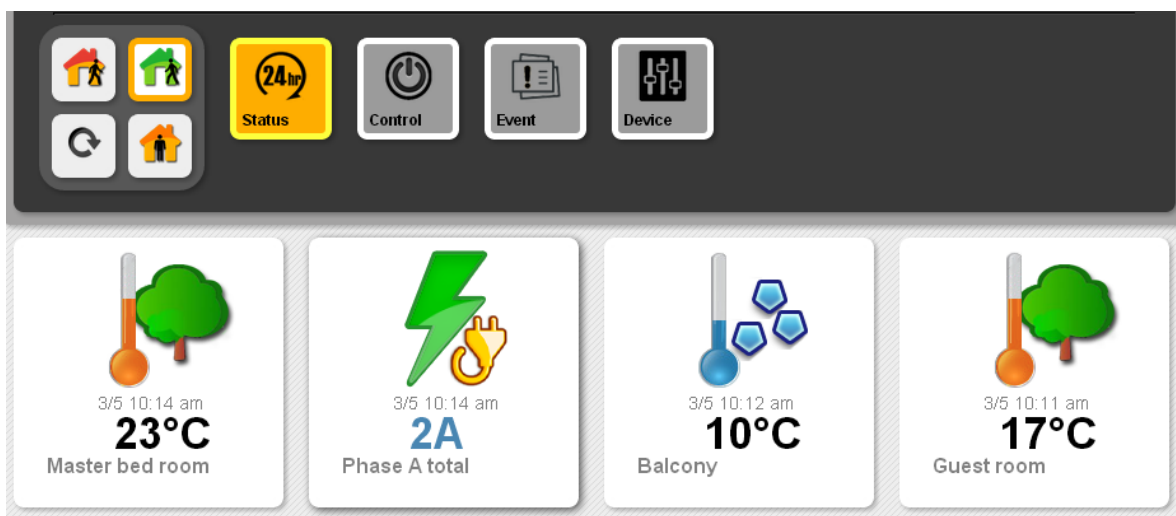 24hr
Status
Control
Event
Device
3/5 10:14 am
23°C
Master bed room
3/5 10:14 am
2A
Phase A total
3/5 10:12 am
10°C
Balcony
3/5 10:11 am
17°C
Guest room